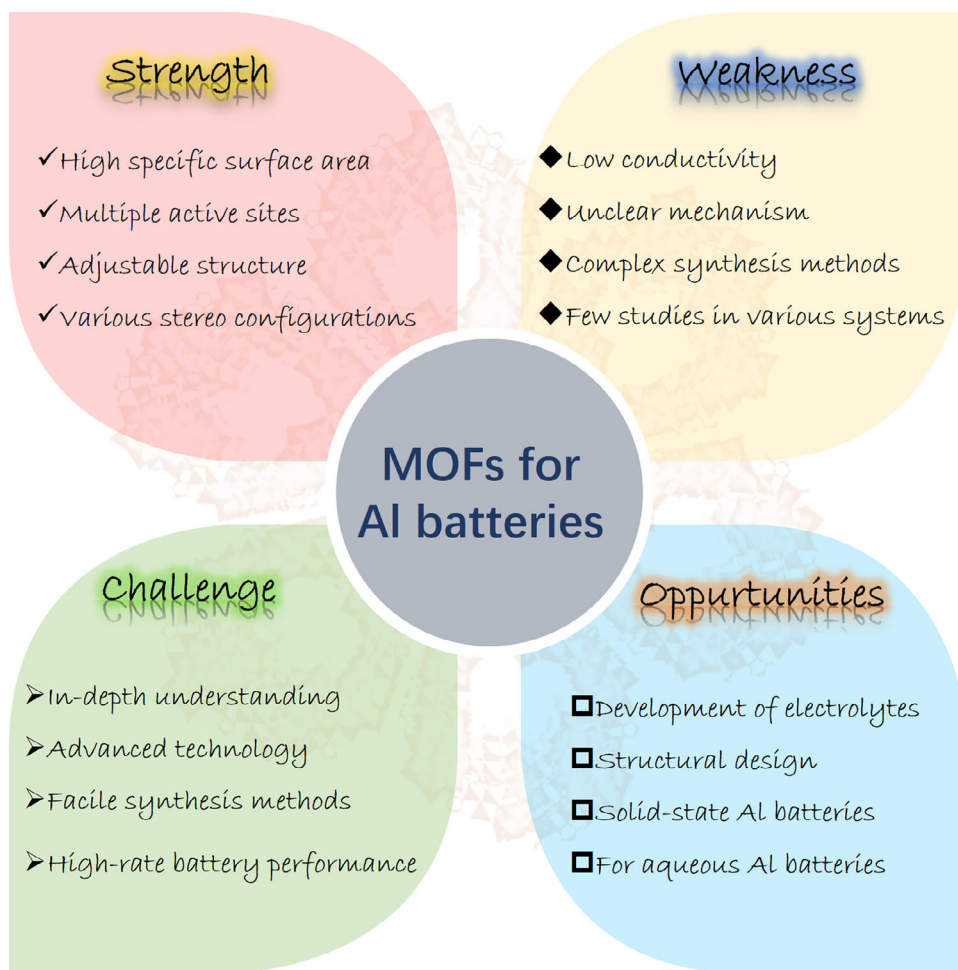 Strength
✓High specific surface area
✓Multiple active sites
✓Adjustable structure
✓Various stereo configurations
Weakness
◆Low conductivity
◆Unclear mechanism
◆Complex synthesis methods
◆Few studies in various systems
MOFs for
Al batteries
Challenge
➢In-depth understanding
➢Advanced technology
➢Facile synthesis methods
➢High-rate battery performance
Oppurtunities
❑Development of electrolytes
❑Structural design
❑Solid-state Al batteries
❑For aqueous Al batteries